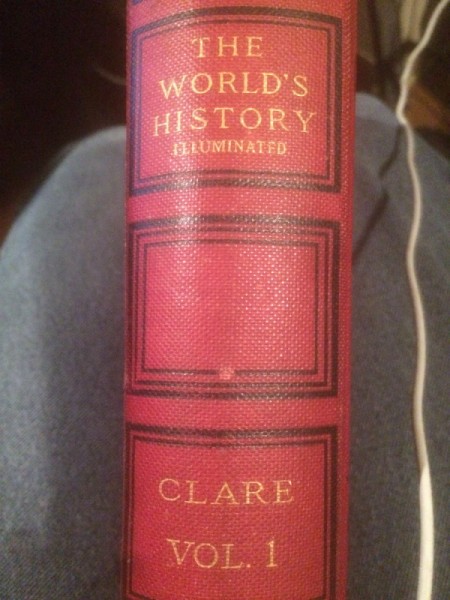 THE
WORLD'S
HISTORY
ILLUMINATED
CLARE
VOL. 1